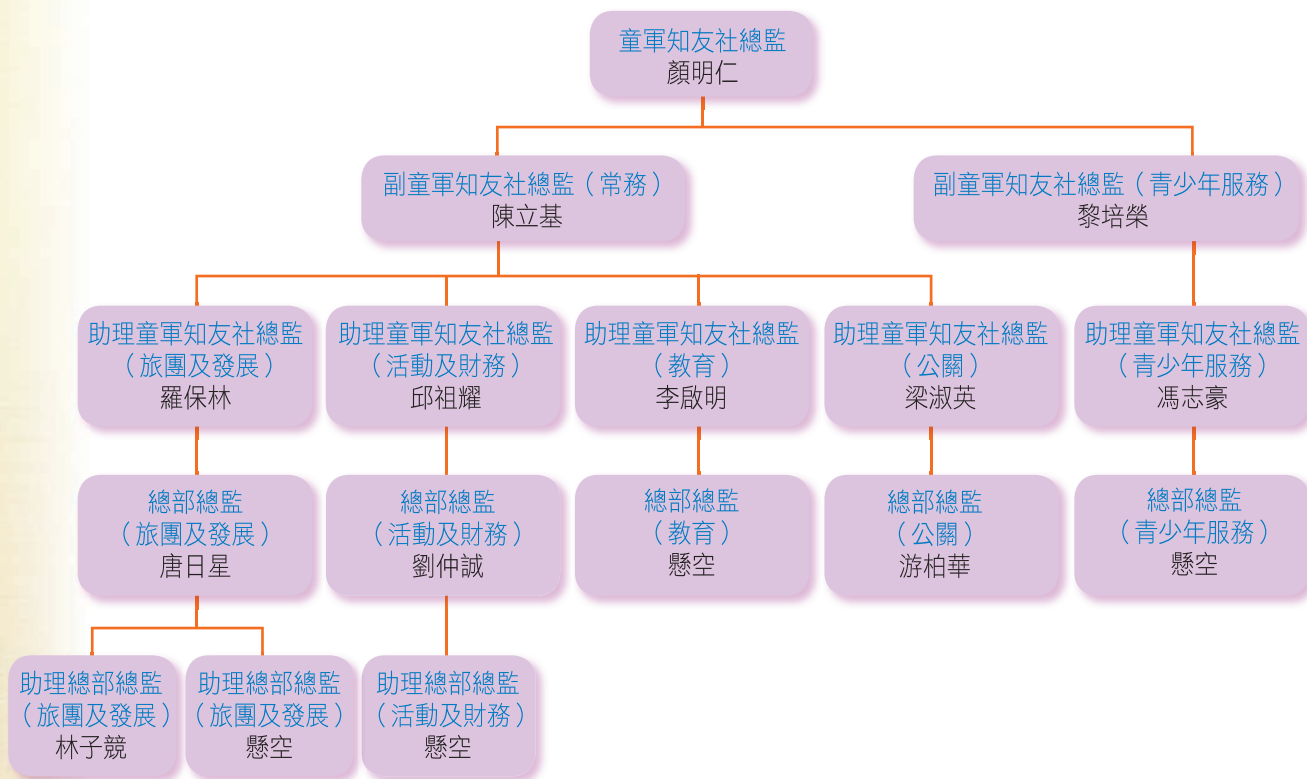 童軍知友社總監
顏明仁
副童軍知友社總監（常務）
陳立基
副童軍知友社總監（青少年服務）
黎培榮
助理童軍知友社總監
（旅團及發展）
羅保林
助理童軍知友社總監
（活動及財務）
邱祖耀
助理童軍知友社總監
（教育）
李啟明
助理童軍知友社總監
（公關）
梁淑英
助理童軍知友社總監
（青少年服務）
馮志豪
總部總監
（旅團及發展）
唐日星
總部總監
（活動及財務）
劉仲誠
總部總監
（教育）
懸空
總部總監
（公關）
游柏華
總部總監
（青少年服務）
懸空
助理總部總監
（旅團及發展）
林子競
助理總部總監
（旅團及發展）
懸空
助理總部總監
（活動及財務）
懸空